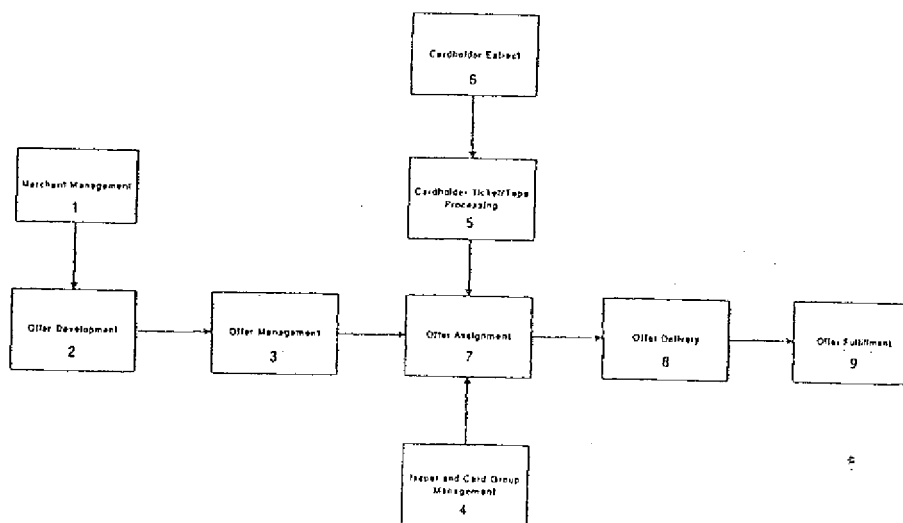 Cardholder Extract
6
Merchant Management
1
Cardholder Ticket/Tape
Processing
5
Offer Development
2
Offer Management
3
Offer Assignment
7
Offer Delivery
8
Offer Fulfillment
9
Issuer and Card Group
Management
4